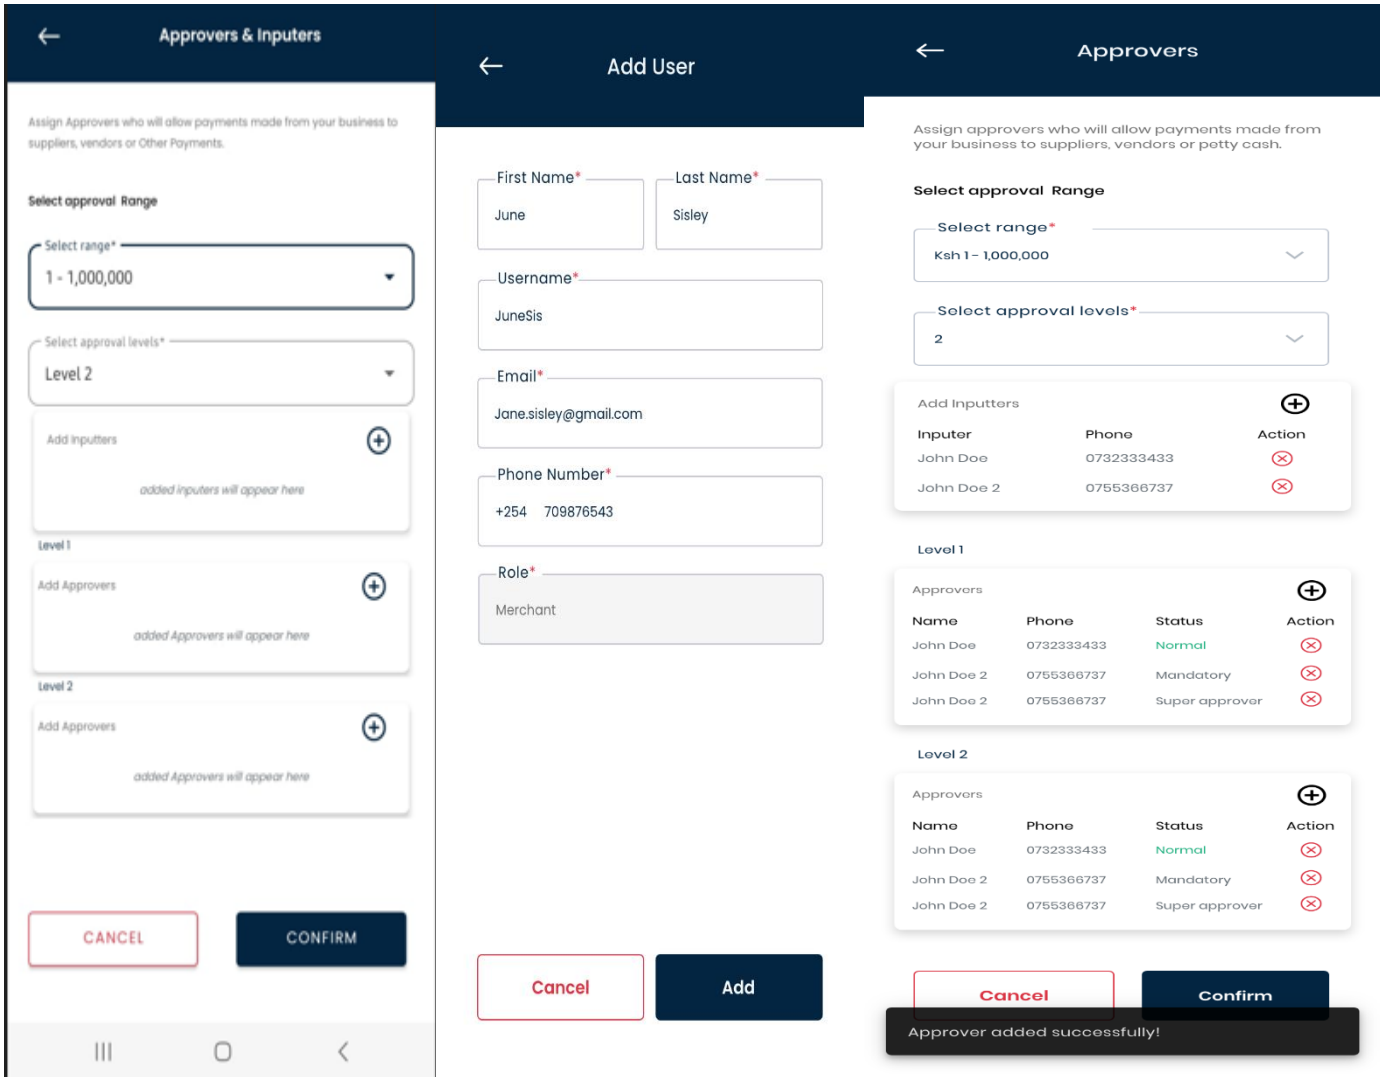 Approvers & Inputers
Assign Approvers who will allow payments made from your business to
suppliers, vendors or Other Payments.
Select approval Range
Select range*
1 - 1,000,000
Select approval levels*
Level 2
Add Inputters
added inputers will appear here
Level 1
Add Approvers
added Approvers will appear here
Level 2
Add Approvers
added Approvers will appear here
CANCEL
CONFIRM
Add User
First Name*
Last Name*
June
Sisley
Username*
JuneSis
Email*
Jane.sisley@gmail.com
Phone Number*
+254 709876543
Role*
Merchant
Cancel
Add
Approvers
Assign approvers who will allow payments made from
your business to suppliers, vendors or petty cash.
Select approval Range
Select range*
Ksh 1 - 1,000,000
Select approval levels*
2
Add Inputters
Inputer Phone Action
John Doe 0732333433
John Doe 2 0755366737
Level 1
Approvers
Name Phone Status Action
John Doe 0732333433 Normal
John Doe 2 0755366737 Mandatory
John Doe 2 0755366737 Super approver
Level 2
Approvers
Name Phone Status Action
John Doe 0732333433 Normal
John Doe 2 0755366737 Mandatory
John Doe 2 0755366737 Super approver
Cancel
Confirm
Approver added successfully!